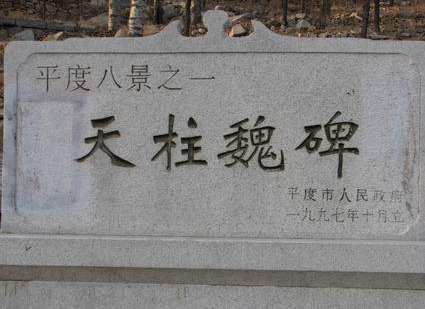 平度八景之一
天柱魏碑
平度市人民政府
一九九七年十月立